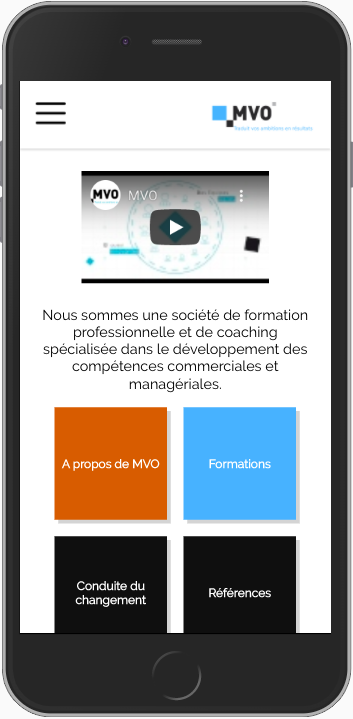 MVO
traduit vos ambitions en résultats
MVO
MVO
Nous sommes une société de formation
professionnelle et de coaching
spécialisée dans le développement des
compétences commerciales et
managériales.
A propos de MVO
Formations
Conduite du
changement
Références